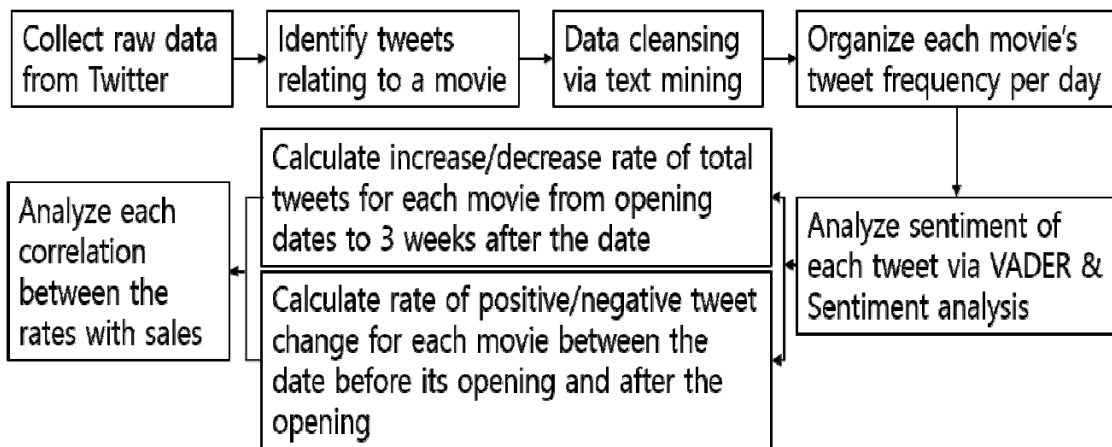 Collect raw data
from Twitter
Identify tweets
relating to a movie
Data cleansing
via text mining
Organize each movie's
tweet frequency per day
Analyze sentiment of
each tweet via VADER &
Sentiment analysis
Calculate increase/decrease rate of total
tweets for each movie from opening
dates to 3 weeks after the date
Calculate rate of positive/negative tweet
change for each movie between the
date before its opening and after the
opening
Analyze each
correlation
between the
rates with sales